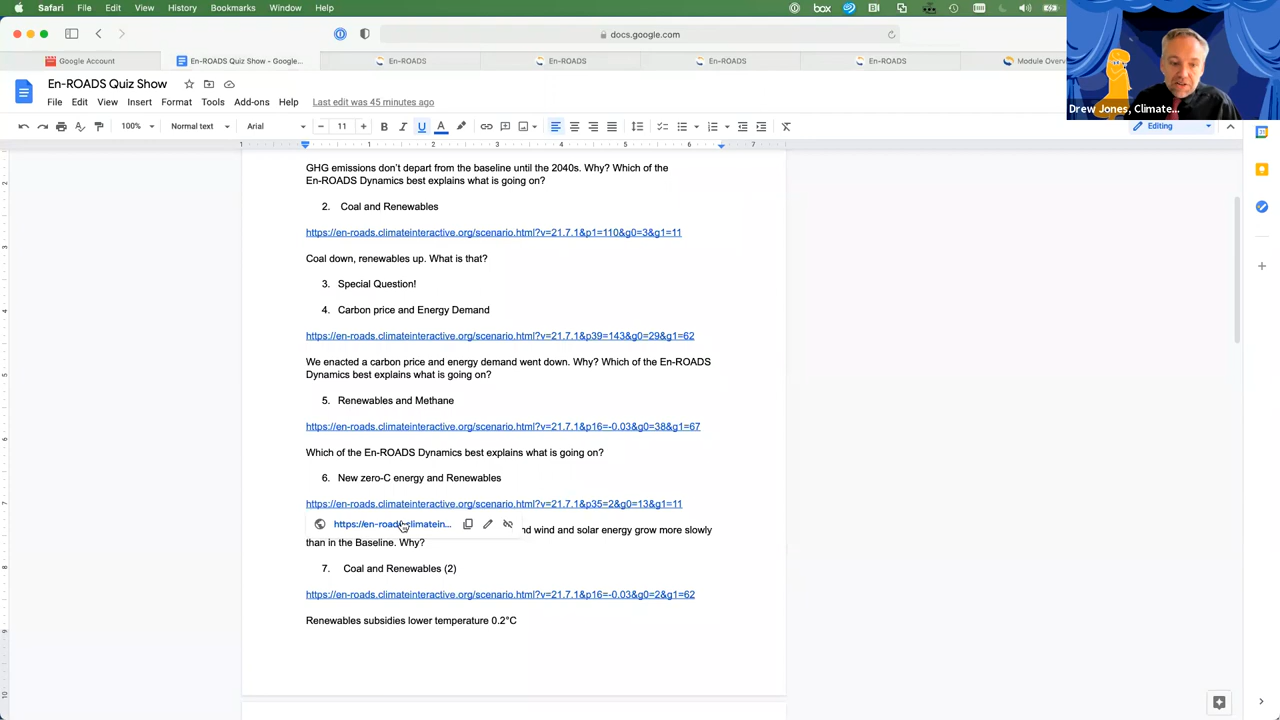 Safari File Edit View History Bookmarks Window Help
box
docs.google.com
Google Account
En-ROADS Quiz Show - Google...
En-ROADS
En-ROADS
En-ROADS
En-ROADS
Module Overv
Drew Jones, Climate...
En-ROADS Quiz Show
File Edit View Insert Format Tools Add-ons Help Last edit was 45 minutes ago
100% Normal text Arial 11 Editing
1 1 2 3 4 5 6 7
GHG emissions don't depart from the baseline until the 2040s. Why? Which of the
En-ROADS Dynamics best explains what is going on?
2. Coal and Renewables
https://en-roads.climateinteractive.org/scenario.html?v=21.7.1&p1=110&g0=3&g1=11
Coal down, renewables up. What is that?
3. Special Question!
4. Carbon price and Energy Demand
https://en-roads.climateinteractive.org/scenario.html?v=21.7.1&p39=143&g0=29&g1=62
We enacted a carbon price and energy demand went down. Why? Which of the En-ROADS
Dynamics best explains what is going on?
5. Renewables and Methane
https://en-roads.climateinteractive.org/scenario.html?v=21.7.1&p16=-0.03&g0=38&g1=67
Which of the En-ROADS Dynamics best explains what is going on?
6. New zero-C energy and Renewables
https://en-roads.climateinteractive.org/scenario.html?v=21.7.1&p35=2&g0=13&g1=11
https://en-roads.climatein...
nd wind and solar energy grow more slowly
than in the Baseline. Why?
7. Coal and Renewables (2)
https://en-roads.climateinteractive.org/scenario.html?v=21.7.1&p16=-0.03&g0=2&g1=62
Renewables subsidies lower temperature 0.2°C